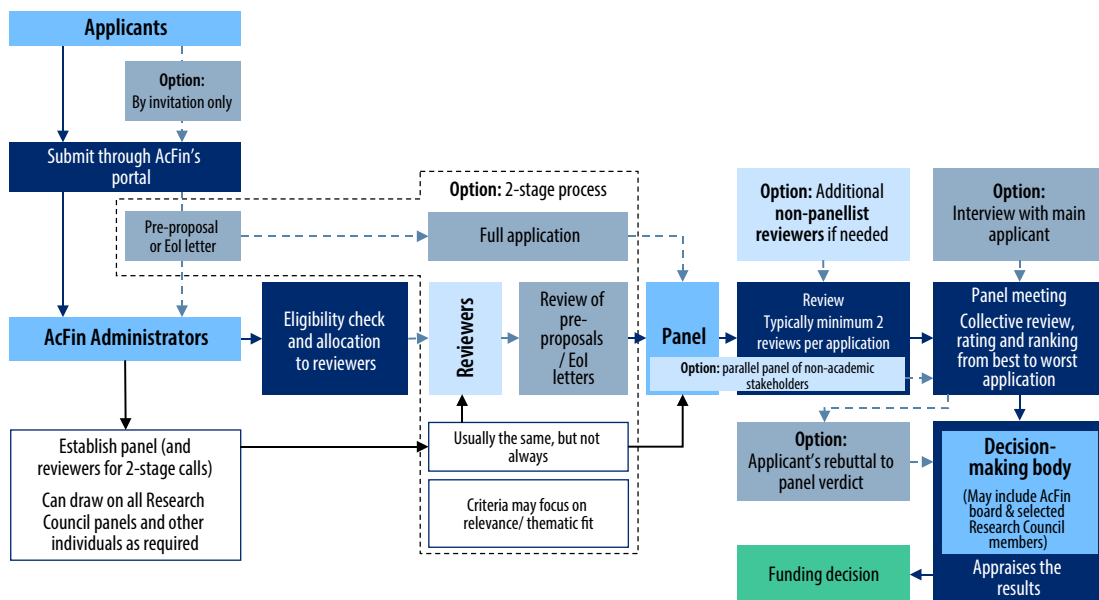 Applicants
Option:
By invitation only
Submit through AcFin's
portal
Option: 2-stage process
Pre-proposal
or EoI letter
Full application
Option: Additional
non-panellist
reviewers if needed
Option:
Interview with main
applicant
AcFin Administrators
Eligibility check
and allocation
to reviewers
Reviewers
Review of
pre-
proposals
/ EoI
letters
Panel
Review
Typically minimum 2
reviews per application
Option: parallel panel of non-academic
stakeholders
Panel meeting
Collective review,
rating and ranking
from best to worst
application
Establish panel (and
reviewers for 2-stage calls)
Can draw on all Research
Council panels and other
individuals as required
Usually the same, but not
always
Criteria may focus on
relevance/ thematic fit
Option:
Applicant's rebuttal to
panel verdict
Decision-
making body
(May include AcFin
board & selected
Research Council
members)
Appraises the
results
Funding decision